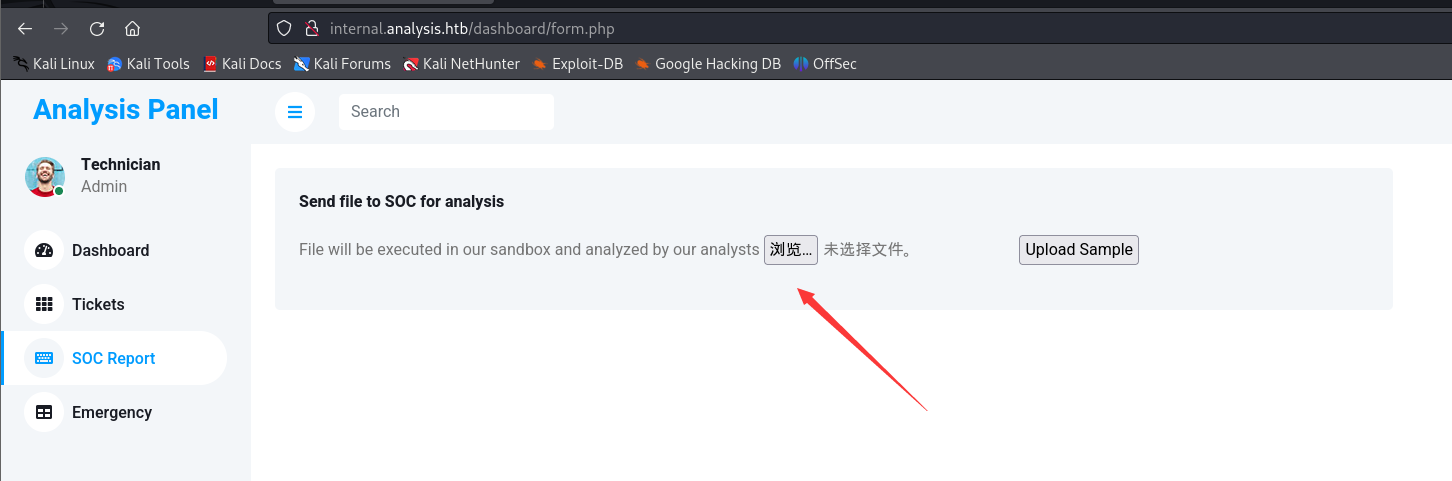 internal.analysis.htb/dashboard/form.php
Kali Linux Kali Tools Kali Docs Kali Forums Kali NetHunter Exploit-DB Google Hacking DB OffSec
Analysis Panel
Search
Technician
Admin
Dashboard
Tickets
SOC Report
Emergency
Send file to SOC for analysis
File will be executed in our sandbox and analyzed by our analysts 浏览… 未选择文件。 Upload Sample